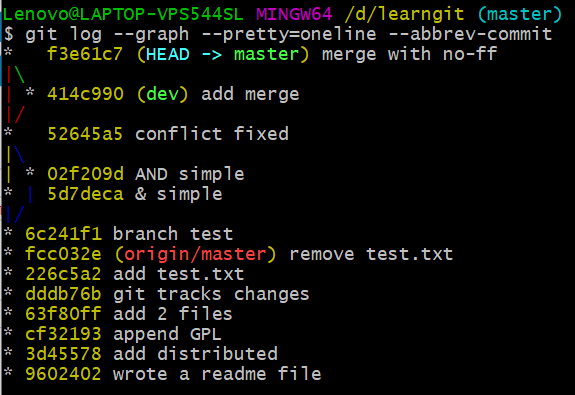 Lenovo@LAPTOP-VPS544SL MINGW64 /d/learngit (master)
$ git log --graph --pretty=oneline --abbrev-commit
*   f3e61c7 (HEAD -> master) merge with no-ff
|\
| * 414c990 (dev) add merge
|/
*   52645a5 conflict fixed
|\
| * 02f209d AND simple
* | 5d7deca & simple
|/
* 6c241f1 branch test
* fcc032e (origin/master) remove test.txt
* 226c5a2 add test.txt
* dddb76b git tracks changes
* 63f80ff add 2 files
* cf32193 append GPL
* 3d45578 add distributed
* 9602402 wrote a readme file